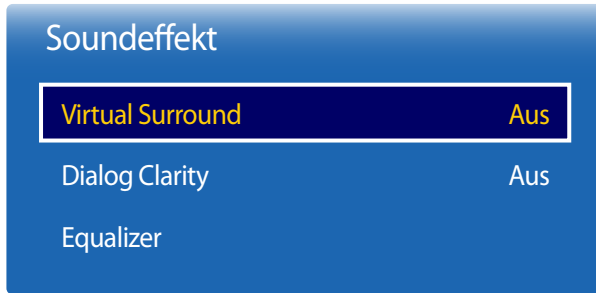 Soundeffekt
Virtual Surround Aus
Dialog Clarity Aus
Equalizer